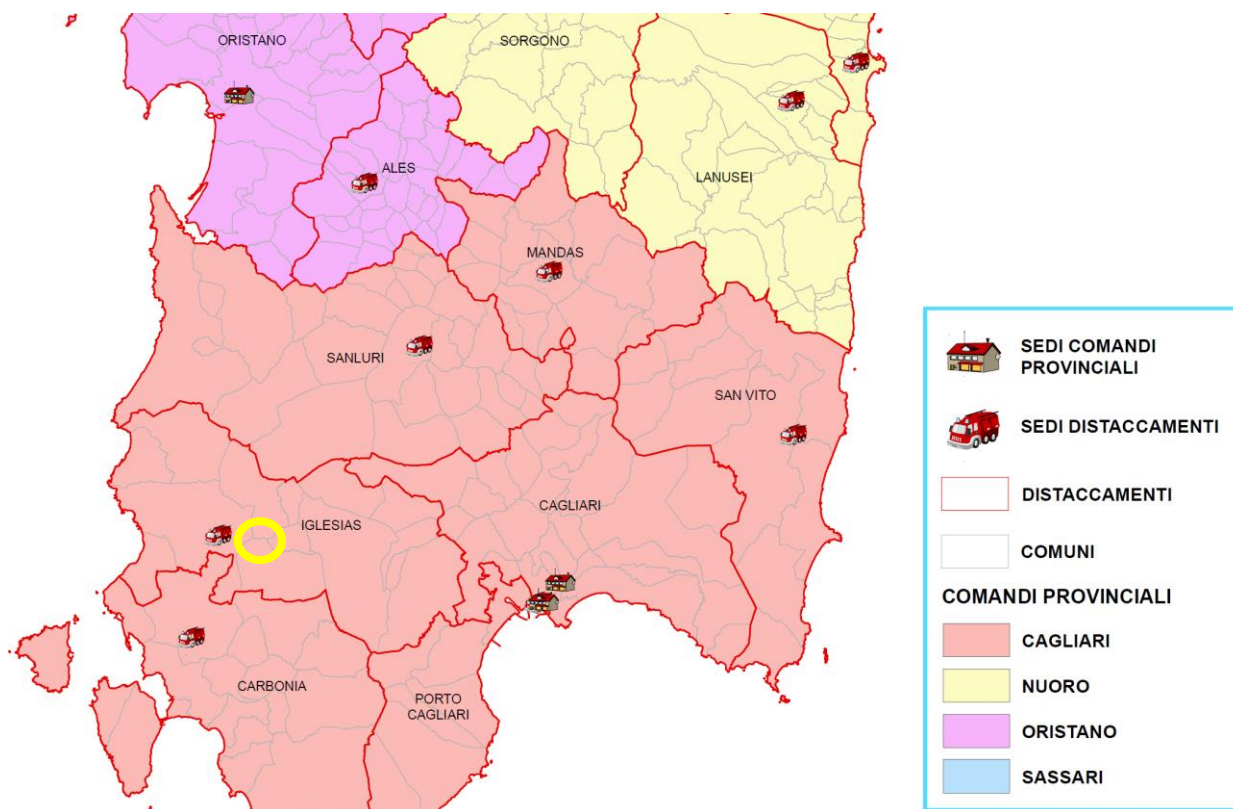 ORISTANO
SORGONO
ALES
LANUSEI
MANDAS
SANLURI
SAN VITO
CAGLIARI
IGLESIAS
CARBONIA
PORTO
CAGLIARI
SEDI COMANDI
PROVINCIALI
SEDI DISTACCAMENTI
DISTACCAMENTI
COMUNI
COMANDI PROVINCIALI
CAGLIARI
NUORO
ORISTANO
SASSARI